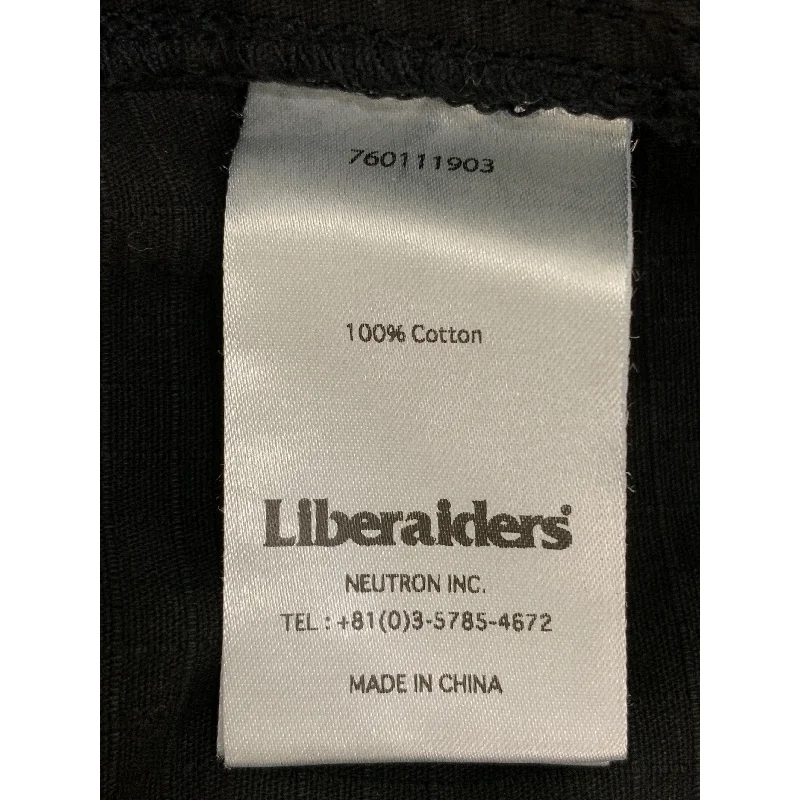 760111903
100% Cotton
Liberaiders®
NEUTRON INC.
TEL : +81(0)3-5785-4672
MADE IN CHINA